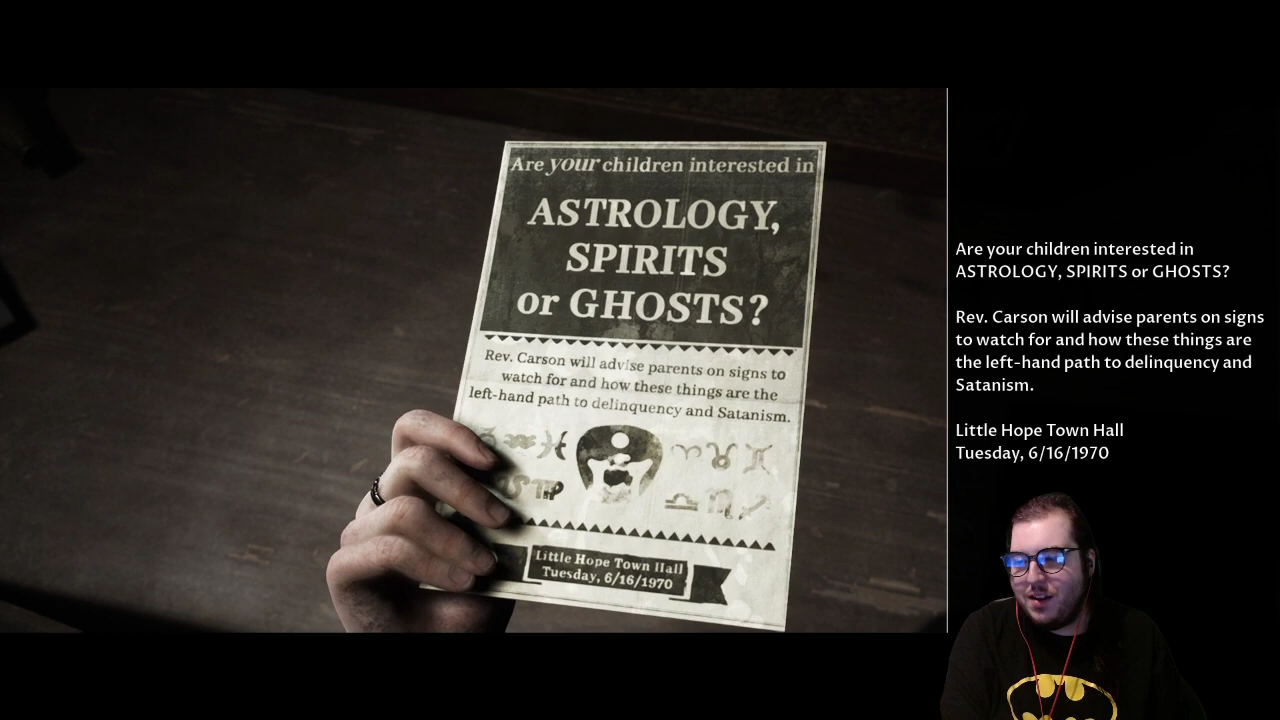 Are your children interested in
ASTROLOGY,
SPIRITS
or GHOSTS?
Rev. Carson will advise parents on signs to
watch for and how these things are the
left-hand path to delinquency and Satanism.
Little Hope Town Hall
Tuesday, 6/16/1970
Are your children interested in
ASTROLOGY, SPIRITS or GHOSTS?
Rev. Carson will advise parents on signs
to watch for and how these things are
the left-hand path to delinquency and
Satanism.
Little Hope Town Hall
Tuesday, 6/16/1970